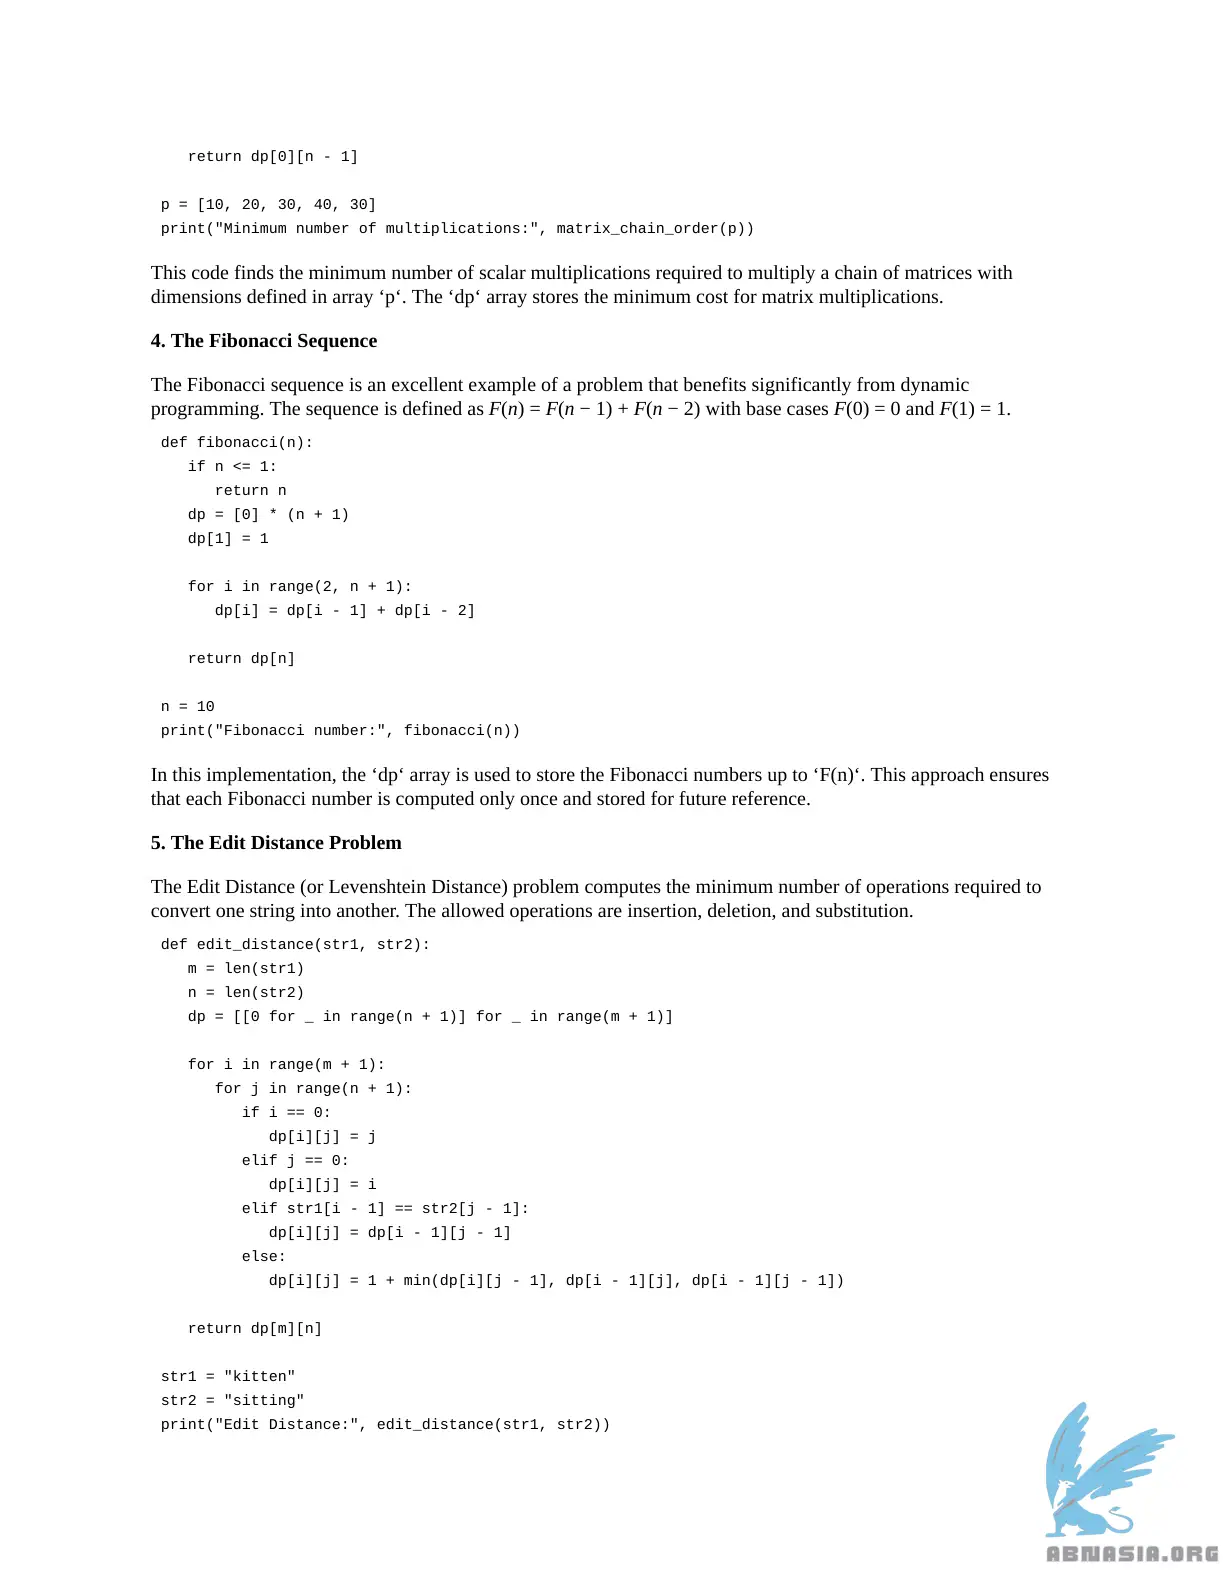 return dp[0][n - 1]
p = [10, 20, 30, 40, 30]
print("Minimum number of multiplications:", matrix_chain_order(p))
This code finds the minimum number of scalar multiplications required to multiply a chain of matrices with
dimensions defined in array ‘p‘. The ‘dp‘ array stores the minimum cost for matrix multiplications.
4. The Fibonacci Sequence
The Fibonacci sequence is an excellent example of a problem that benefits significantly from dynamic
programming. The sequence is defined as F(n) = F(n − 1) + F(n − 2) with base cases F(0) = 0 and F(1) = 1.
def fibonacci(n):
if n <= 1:
return n
dp = [0] * (n + 1)
dp[1] = 1
for i in range(2, n + 1):
dp[i] = dp[i - 1] + dp[i - 2]
return dp[n]
n = 10
print("Fibonacci number:", fibonacci(n))
In this implementation, the ‘dp‘ array is used to store the Fibonacci numbers up to ‘F(n)‘. This approach ensures
that each Fibonacci number is computed only once and stored for future reference.
5. The Edit Distance Problem
The Edit Distance (or Levenshtein Distance) problem computes the minimum number of operations required to
convert one string into another. The allowed operations are insertion, deletion, and substitution.
def edit_distance(str1, str2):
m = len(str1)
n = len(str2)
dp = [[0 for _ in range(n + 1)] for _ in range(m + 1)]
for i in range(m + 1):
for j in range(n + 1):
if i == 0:
dp[i][j] = j
elif j == 0:
dp[i][j] = i
elif str1[i - 1] == str2[j - 1]:
dp[i][j] = dp[i - 1][j - 1]
else:
dp[i][j] = 1 + min(dp[i][j - 1], dp[i - 1][j], dp[i - 1][j - 1])
return dp[m][n]
str1 = "kitten"
str2 = "sitting"
print("Edit Distance:", edit_distance(str1, str2))
ABNASIA.ORG